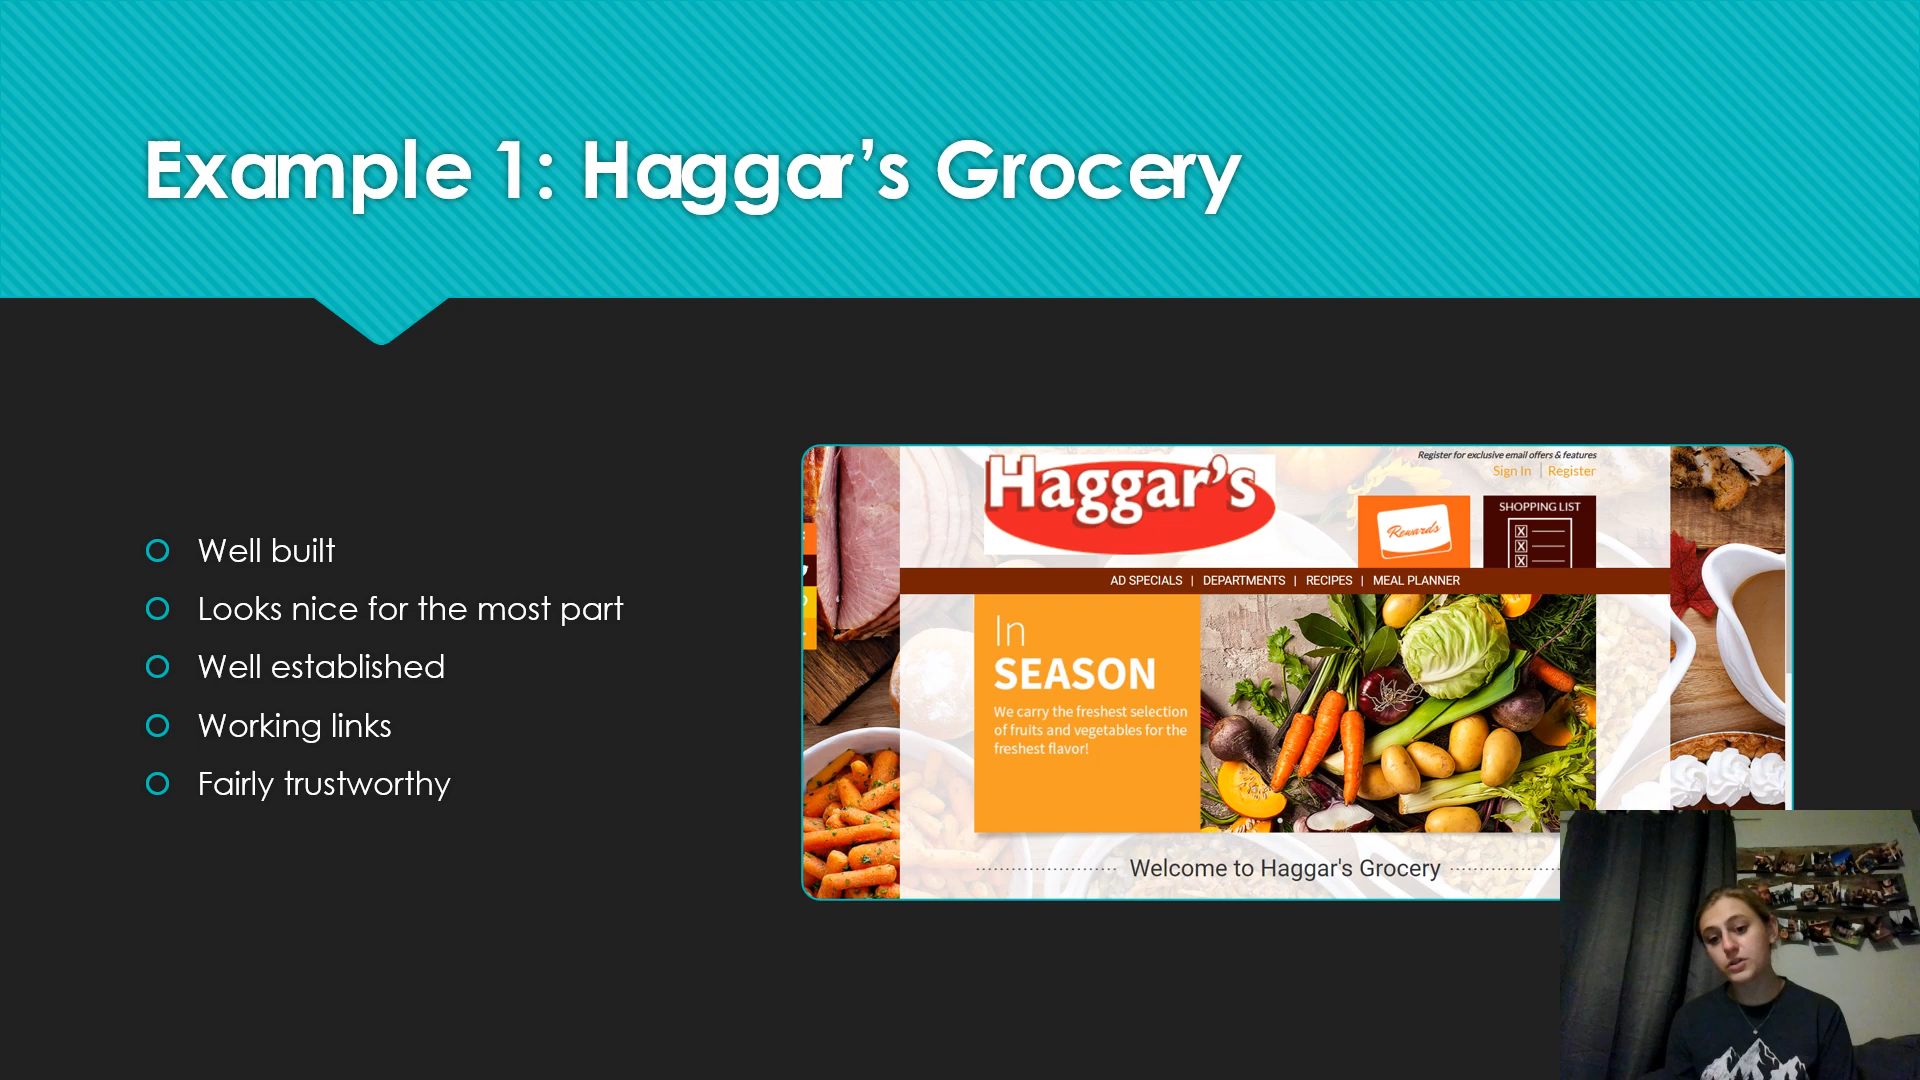 Example 1: Haggar’s Grocery
Well built
Looks nice for the most part
Well established
Working links
Fairly trustworthy
Haggar's
Register for exclusive email offers & features
Sign In | Register
Rewards
SHOPPING LIST
X
X
X
AD SPECIALS | DEPARTMENTS | RECIPES | MEAL PLANNER
In
SEASON
We carry the freshest selection
of fruits and vegetables for the
freshest flavor!
Welcome to Haggar's Grocery